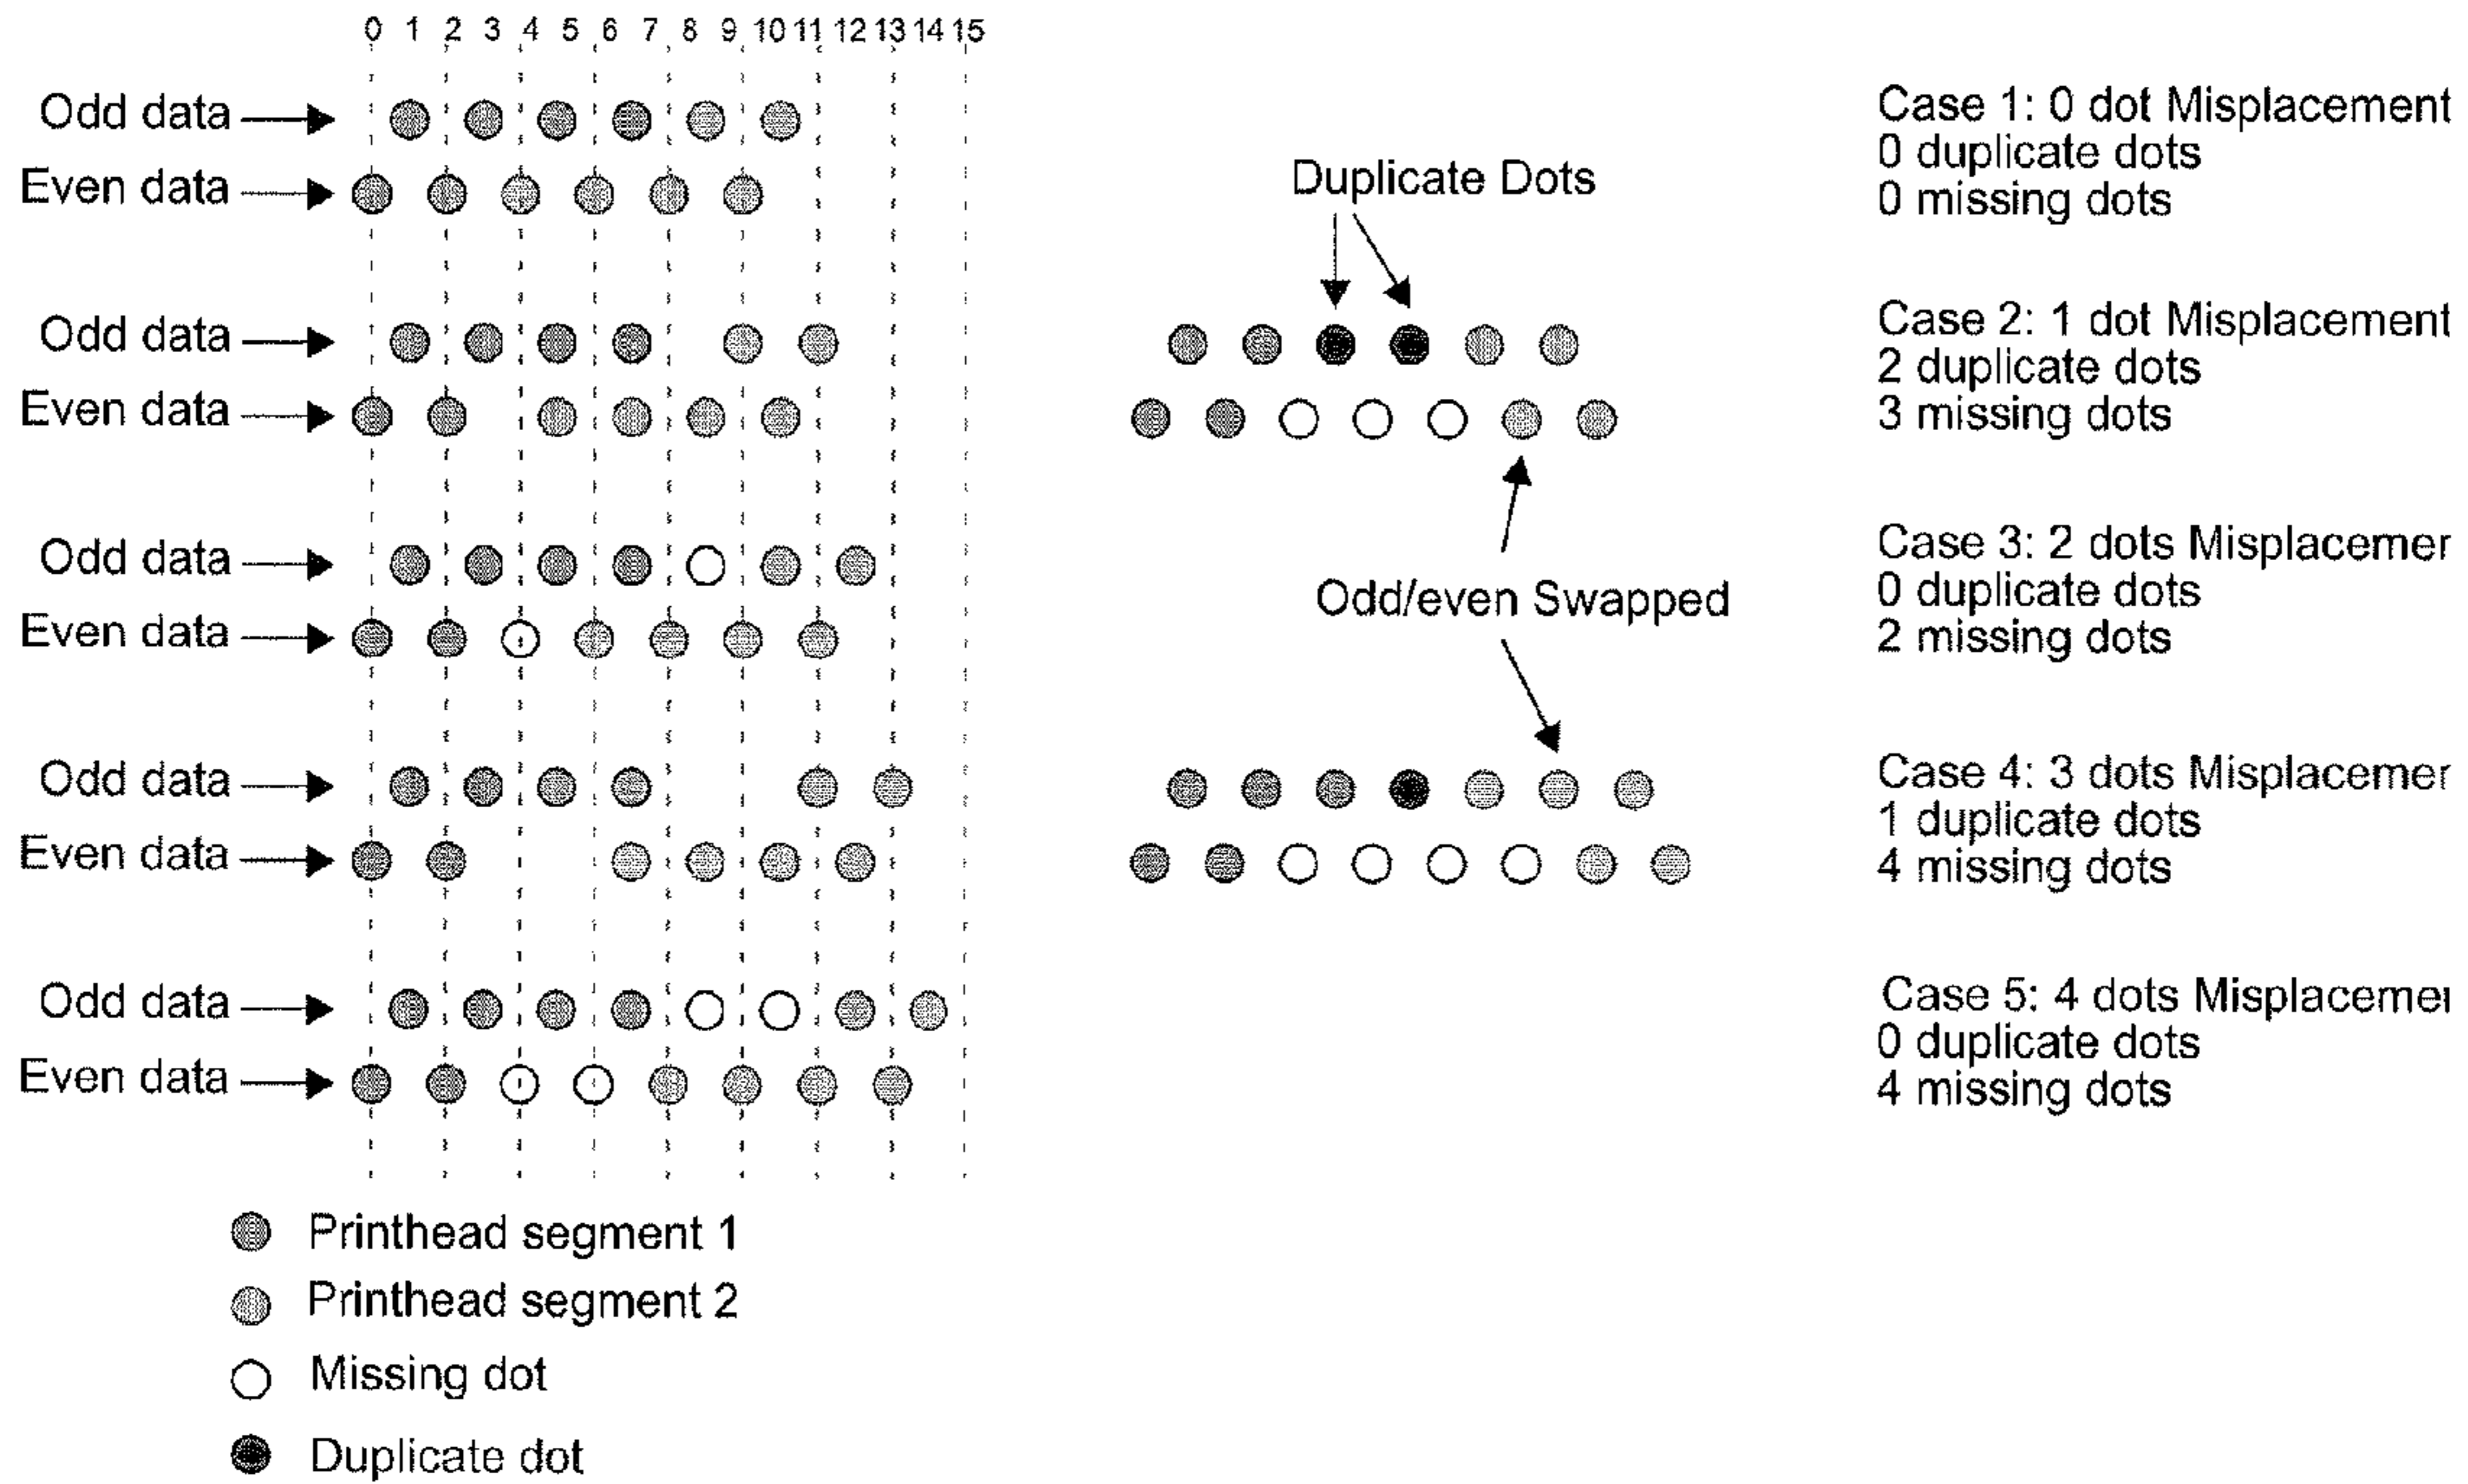 0 1 2 3 4 5 6 7 8 9 10 11 12 13 14 15
Odd data
Even data
Case 1: 0 dot Misplacement
0 duplicate dots
0 missing dots
Duplicate Dots
Odd data
Even data
Case 2: 1 dot Misplacement
2 duplicate dots
3 missing dots
Odd data
Even data
Odd/even Swapped
Case 3: 2 dots Misplacemer
0 duplicate dots
2 missing dots
Odd data
Even data
Case 4: 3 dots Misplacemer
1 duplicate dots
4 missing dots
Odd data
Even data
Case 5: 4 dots Misplacemei
0 duplicate dots
4 missing dots
Printhead segment 1
Printhead segment 2
Missing dot
Duplicate dot